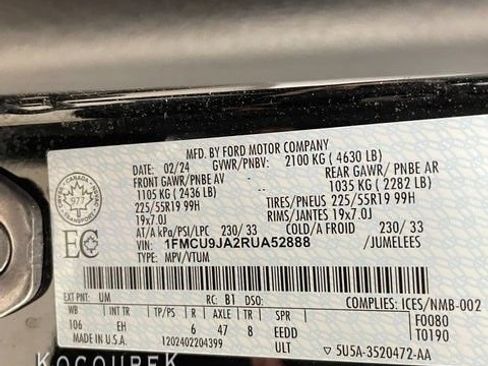 MFD. BY FORD MOTOR COMPANY
DATE: 02/24 GVWR/PNBV: 2100 KG ( 4630 LB)
FRONT GAWR/PNBE AV REAR GAWR/ PNBE AR
1105 KG ( 2436 LB) 1035 KG ( 2282 LB)
225/55R19 99H TIRES/PNEUS 225/55R19 99H
19x7.0J RIMS/JANTES 19x7.0J
AT/A kPa/PSI/LPC 230/ 33 COLD/A FROID 230/ 33
VIN: 1FMCU9JA2RUA52888 /JUMELEES
TYPE: MPV/VTUM
CANADA
977
TRANSPORT
EC
EXT PNT: UM RC: B1 DSO: COMPLIES: ICES/NMB-002
WB INT TR TP/PS R AXLE TR SPR F0080
106 EH 6 47 8 EEDD T0190
1202402204399 ULT 5U5A-3520472-AA
KOCOUREK